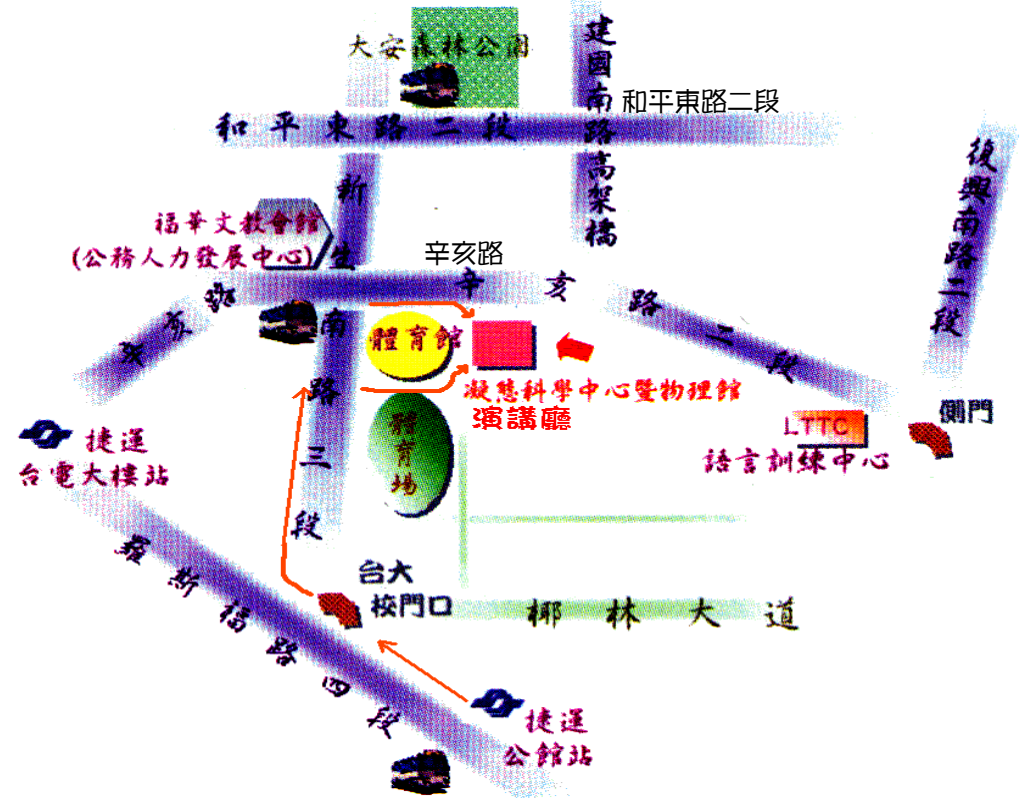 大安森林公園
建國南路高架橋
和平東路二段
和平東路二段
復興南路二段
新生南路三段
福華文教會館
(公務人力發展中心)
辛亥路
辛亥路二段
辛亥路
體育館
凝態科學中心暨物理館
演講廳
體育場
LTTC
語言訓練中心
側門
捷運
台電大樓站
羅斯福路四段
台大
校門口
椰林大道
捷運
公館站